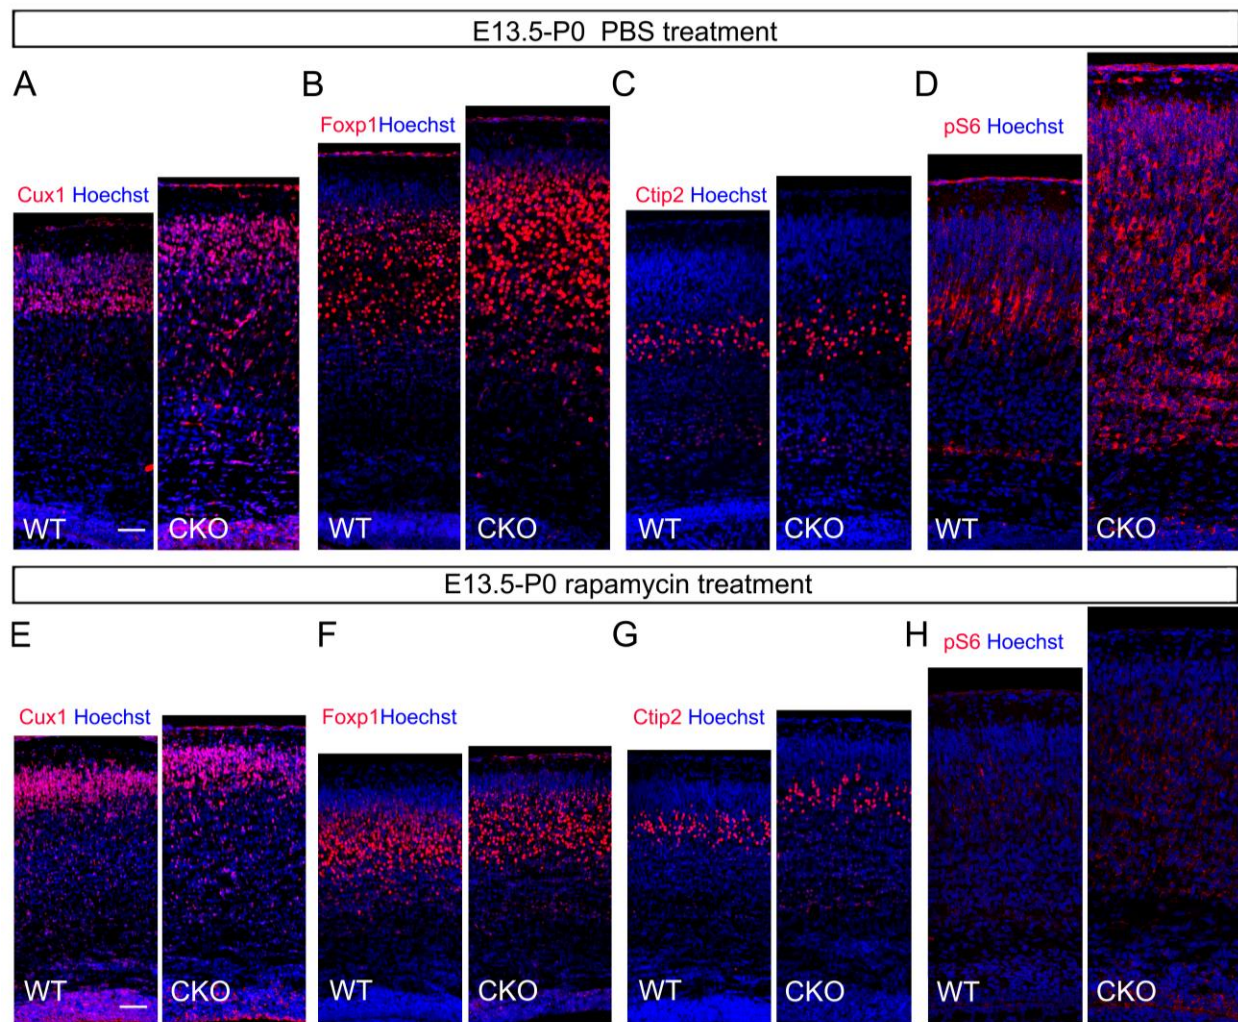 E13.5-P0 PBS treatment
A
B
C
D
Cux1 Hoechst
Foxp1Hoechst
Ctip2 Hoechst
pS6 Hoechst
WT
CKO
WT
CKO
WT
CKO
WT
CKO
E13.5-P0 rapamycin treatment
E
F
G
H
Cux1 Hoechst
Foxp1Hoechst
Ctip2 Hoechst
pS6 Hoechst
WT
CKO
WT
CKO
WT
CKO
WT
CKO